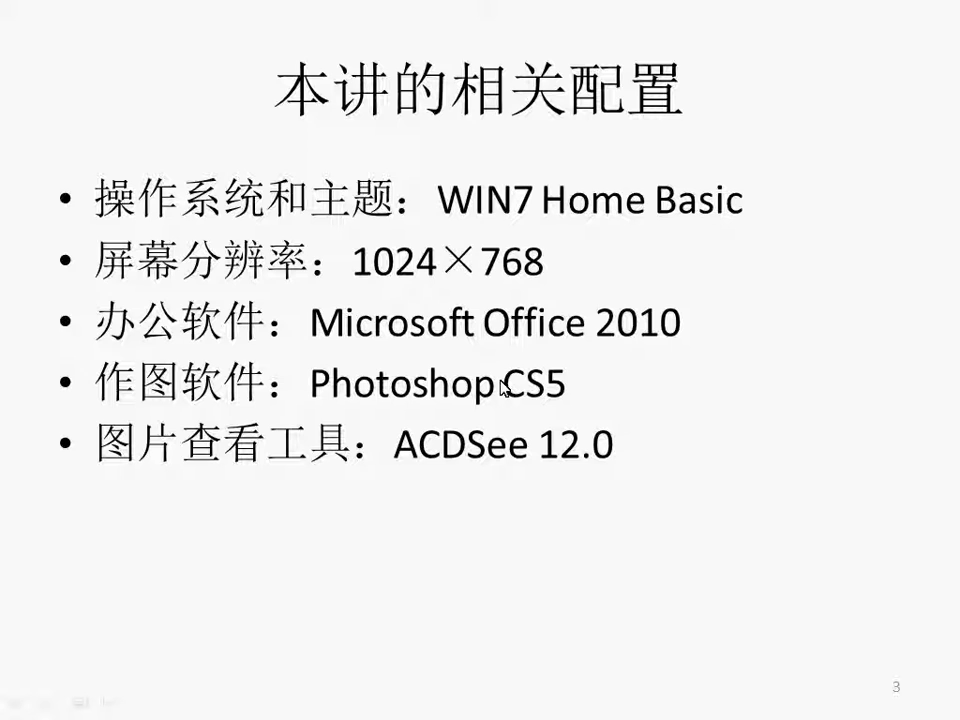 本讲的相关配置
• 操作系统和主题：WIN7 Home Basic
• 屏幕分辨率：1024×768
• 办公软件：Microsoft Office 2010
• 作图软件：Photoshop CS5
• 图片查看工具：ACDSee 12.0
3